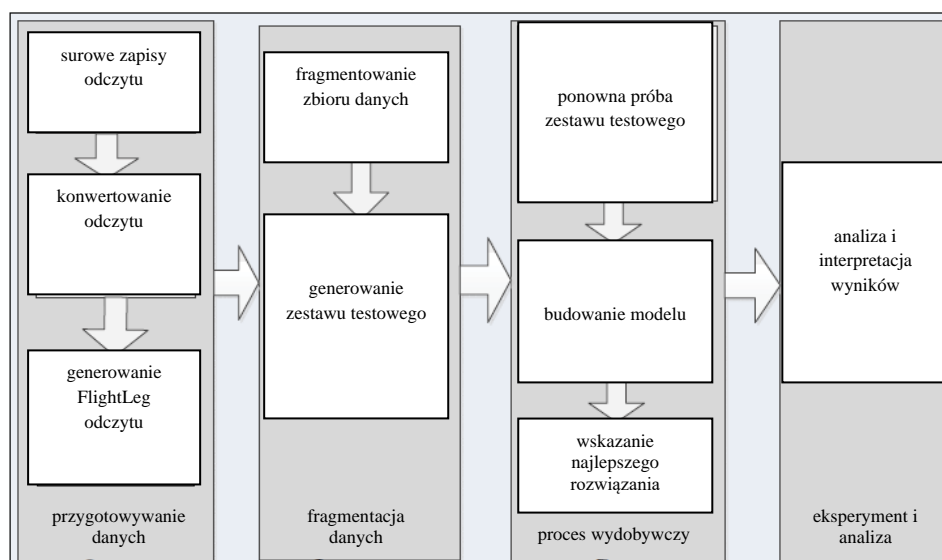 surowe zapisy
odczytu
konwertowanie
odczytu
generowanie
FlightLeg
odczytu
przygotowywanie
danych
fragmentowanie
zbioru danych
generowanie
zestawu testowego
fragmentacja
danych
ponowna próba
zestawu testowego
budowanie modelu
wskazanie
najlepszego
rozwiązania
proces wydobywczy
analiza i
interpretacja
wyników
eksperyment i
analiza